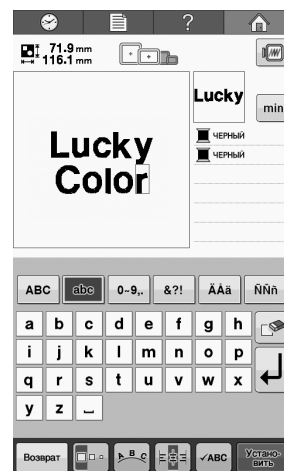 ?
71.9 mm
116.1 mm
Lucky
min
ЧЕРНЫЙ
ЧЕРНЫЙ
Lucky
Color
ABC abc 0~9,. &?! ÄÅä ÑÑñ
a b c d e f g h
i j k l m n o p
q r s t u v w x
y z
Возврат A B C ✓ABC Устано-
вить